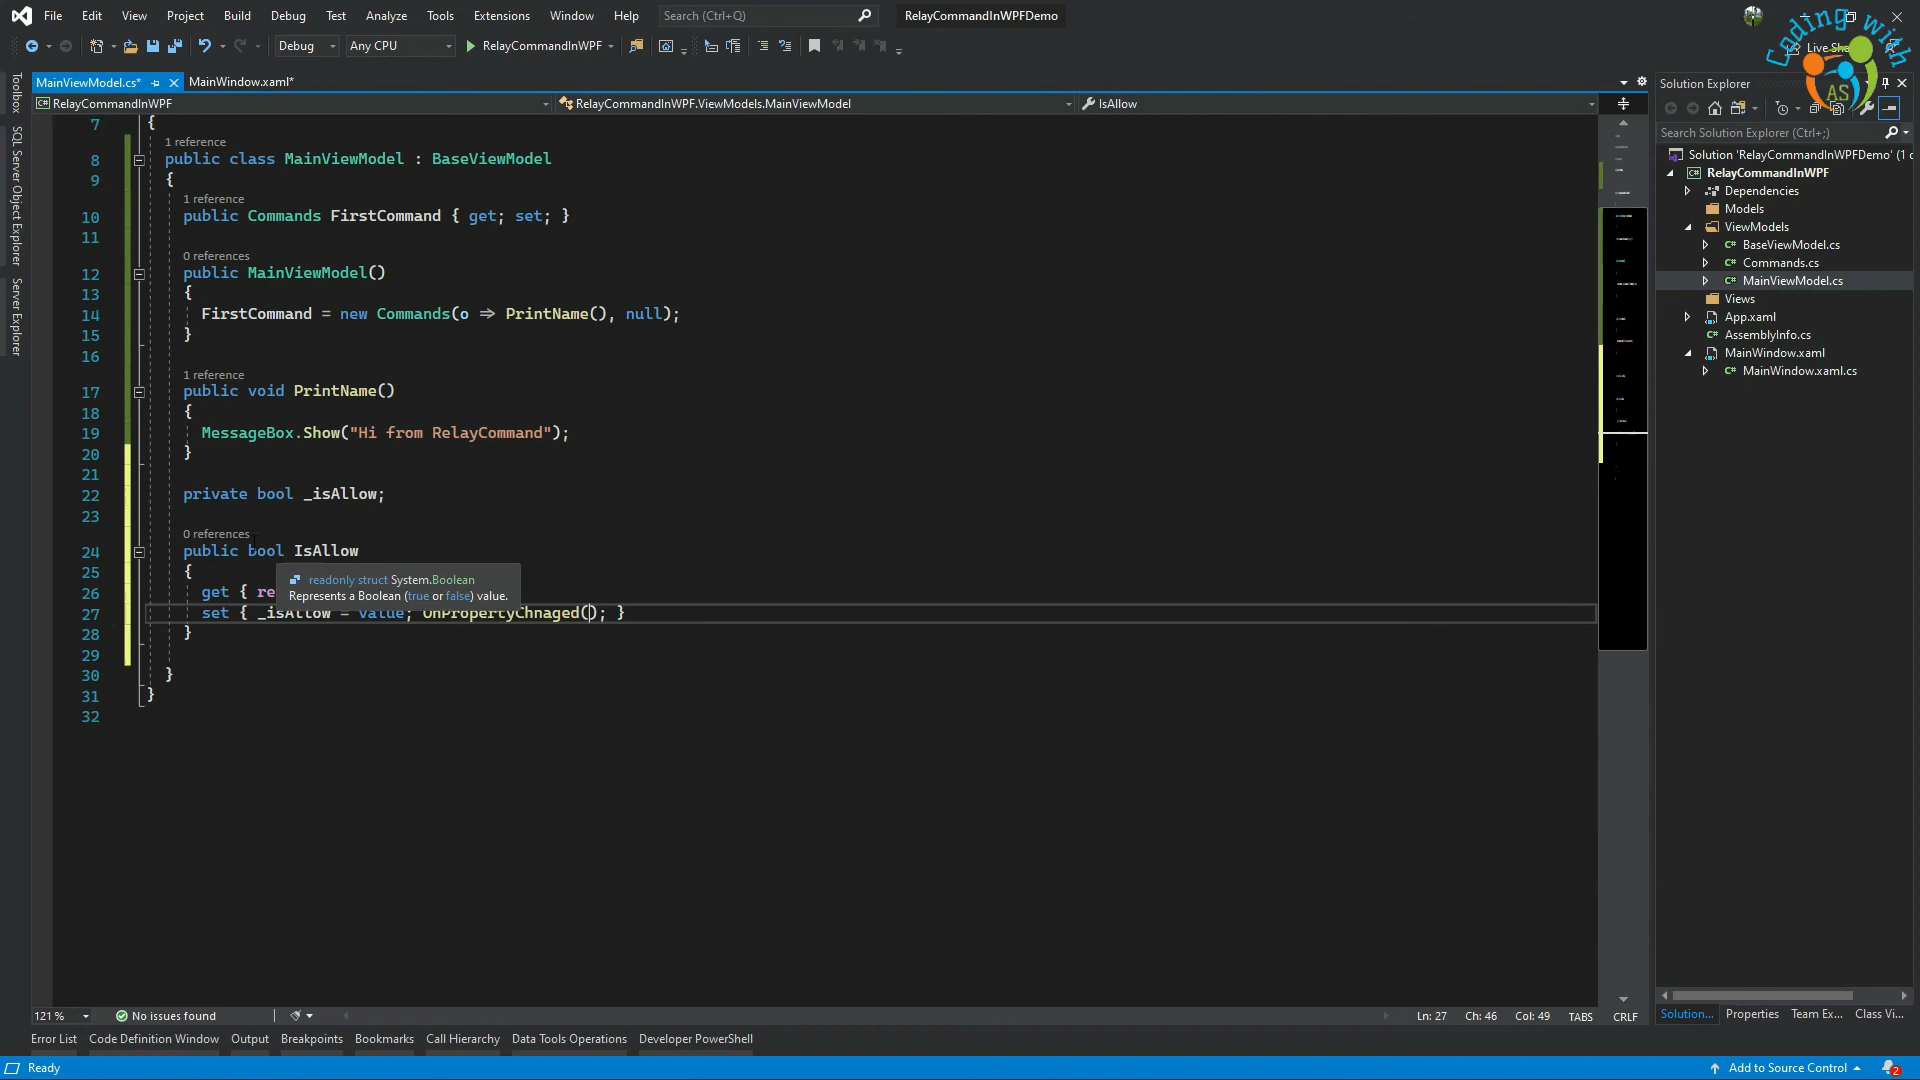 File Edit View Project Build Debug Test Analyze Tools Extensions Window Help Search (Ctrl+Q) RelayCommandInWPFDemo
Debug Any CPU RelayCommandInWPF Live Sha
Coding with
AS
MainViewModel.cs* MainWindow.xaml*
RelayCommandInWPF RelayCommandInWPF.ViewModels.MainViewModel IsAllow
Toolbox
SQL Server Object Explorer
Server Explorer
7 {
1 reference
8 public class MainViewModel : BaseViewModel
9 {
1 reference
10 public Commands FirstCommand { get; set; }
11
0 references
12 public MainViewModel()
13 {
14 FirstCommand = new Commands(o => PrintName(), null);
15 }
16
1 reference
17 public void PrintName()
18 {
19 MessageBox.Show("Hi from RelayCommand");
20 }
21
22 private bool _isAllow;
23
0 references
24 public bool IsAllow
25 {
readonly struct System.Boolean
Represents a Boolean (true or false) value.
26 get { re
27 set { _isAllow = value; OnPropertyChnaged(); }
28 }
29
30 }
31 }
32
Solution Explorer
Search Solution Explorer (Ctrl+;)
Solution 'RelayCommandInWPFDemo' (1 c
RelayCommandInWPF
Dependencies
Models
ViewModels
BaseViewModel.cs
Commands.cs
MainViewModel.cs
Views
App.xaml
AssemblyInfo.cs
MainWindow.xaml
MainWindow.xaml.cs
Solution... Properties Team Ex... Class Vi...
121 % No issues found Ln: 27 Ch: 46 Col: 49 TABS CRLF
Error List Code Definition Window Output Breakpoints Bookmarks Call Hierarchy Data Tools Operations Developer PowerShell
Ready Add to Source Control 2